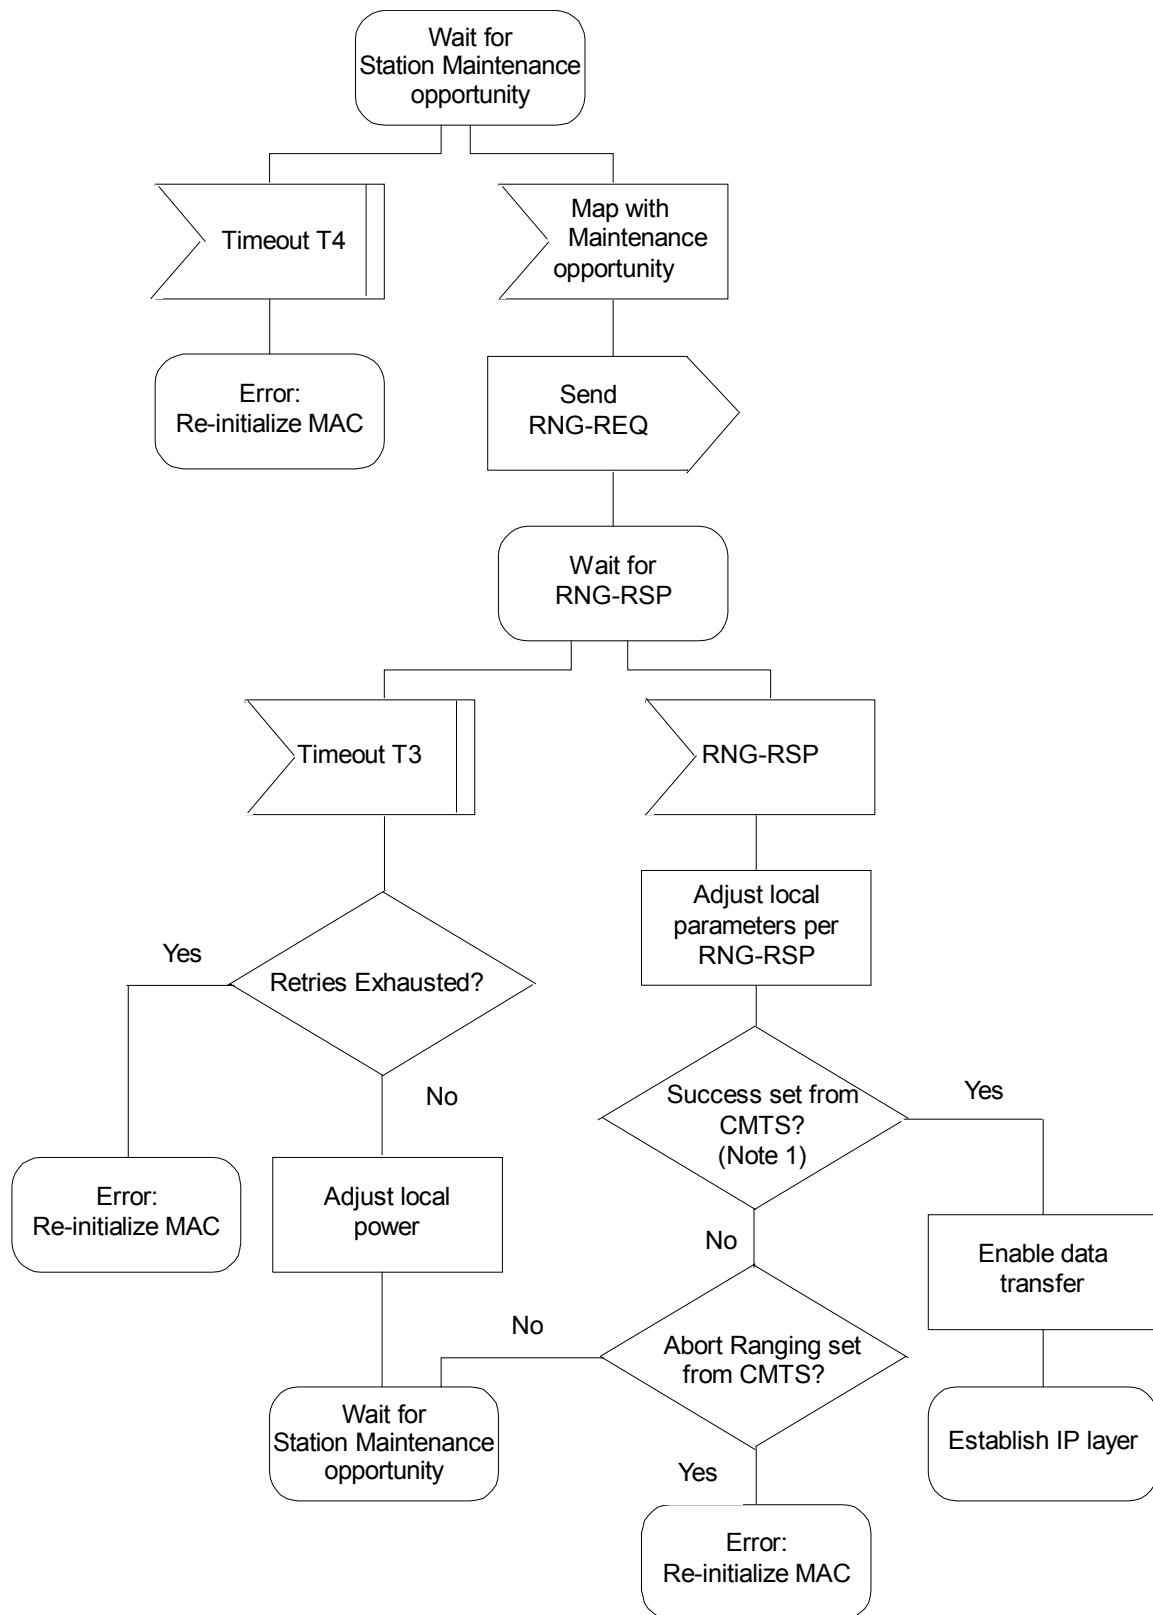 Wait for
Station Maintenance
opportunity
Timeout T4
Map with
Maintenance
opportunity
Error:
Re-initialize MAC
Send
RNG-REQ
Wait for
RNG-RSP
Timeout T3
RNG-RSP
Adjust local
parameters per
RNG-RSP
Yes
Retries Exhausted?
No
Success set from
CMTS?
(Note 1)
Yes
Error:
Re-initialize MAC
Adjust local
power
No
Enable data
transfer
No
Abort Ranging set
from CMTS?
Wait for
Station Maintenance
opportunity
Establish IP layer
Yes
Error:
Re-initialize MAC